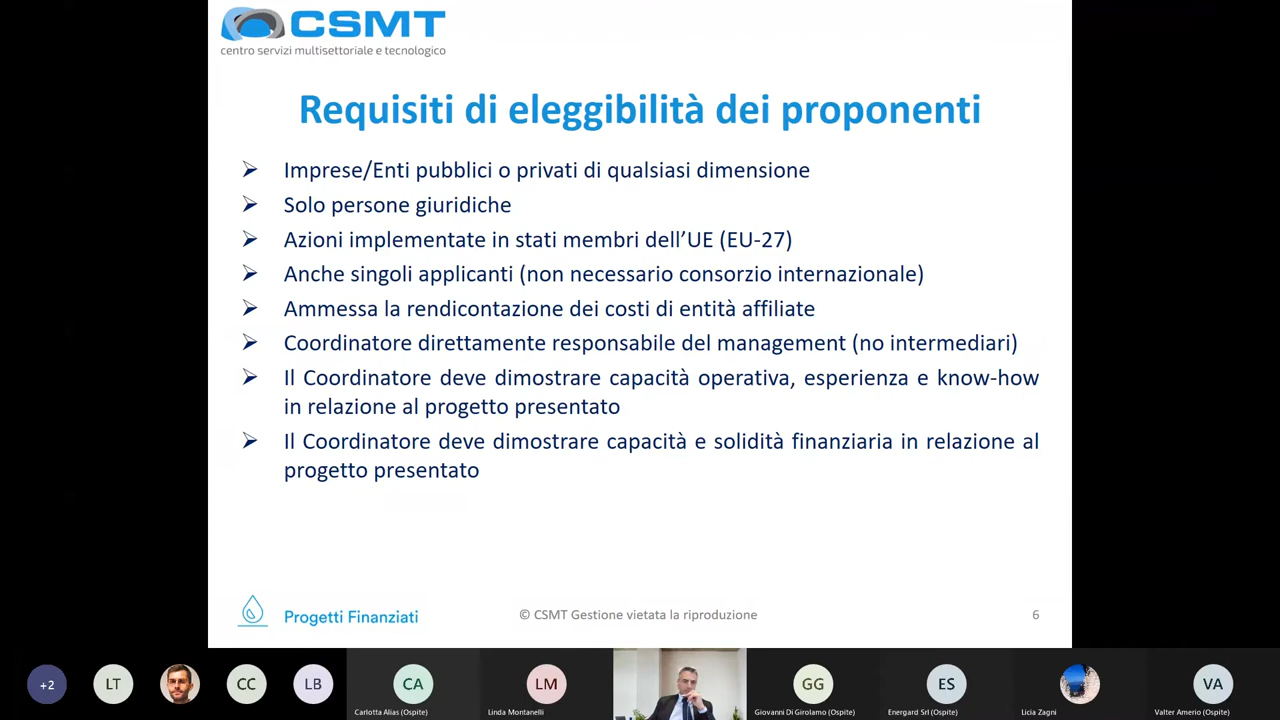 CSMT
centro servizi multisettoriale e tecnologico
Requisiti di eleggibilità dei proponenti
Imprese/Enti pubblici o privati di qualsiasi dimensione
Solo persone giuridiche
Azioni implementate in stati membri dell’UE (EU-27)
Anche singoli applicanti (non necessario consorzio internazionale)
Ammessa la rendicontazione dei costi di entità affiliate
Coordinatore direttamente responsabile del management (no intermediari)
Il Coordinatore deve dimostrare capacità operativa, esperienza e know-how
in relazione al progetto presentato
Il Coordinatore deve dimostrare capacità e solidità finanziaria in relazione al
progetto presentato
Progetti Finanziati
© CSMT Gestione vietata la riproduzione
6
+2
LT
CC
LB
CA
LM
GG
ES
VA
Carlotta Alias (Ospite)
Linda Montanelli
Giovanni Di Girolamo (Ospite)
Energard Srl (Ospite)
Licia Zagni
Valter Amerio (Ospite)